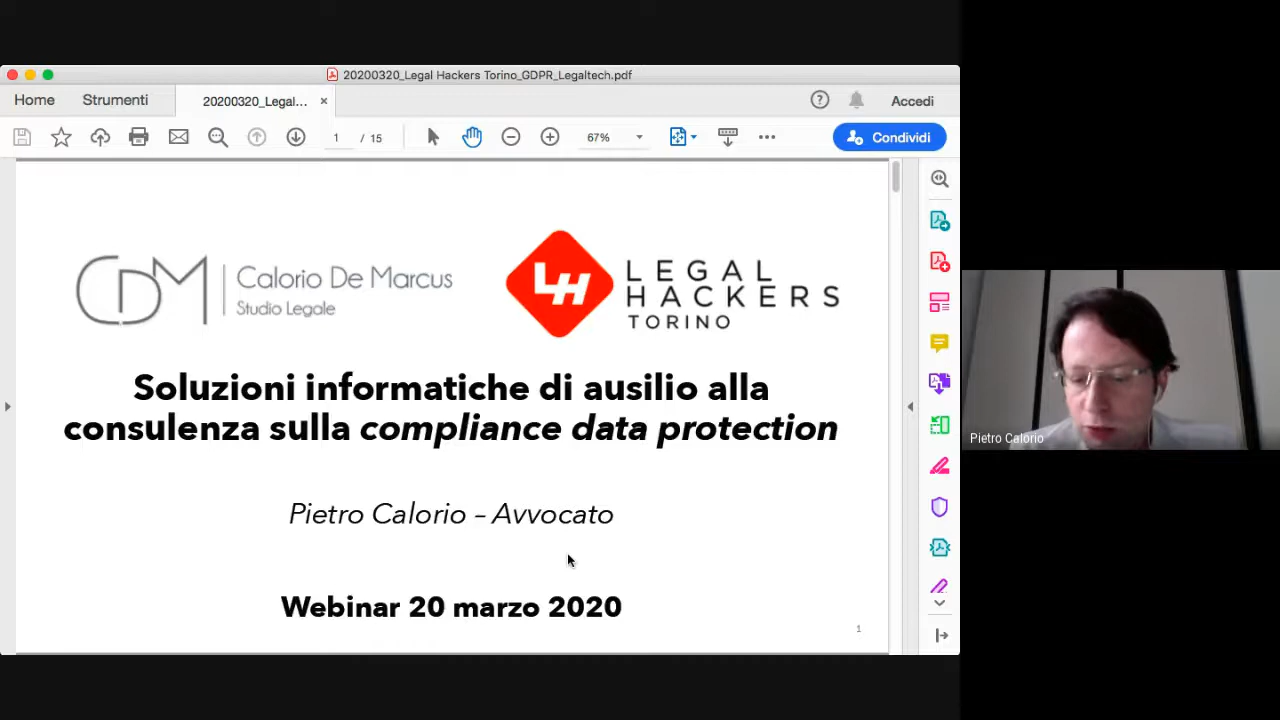 20200320_Legal Hackers Torino_GDPR_Legaltech.pdf
Home
Strumenti
20200320_Legal...
×
Accedi
1 / 15
67%
Condividi
CDM
Calorio De Marcus
Studio Legale
LH
LEGAL
HACKERS
TORINO
Soluzioni informatiche di ausilio alla
consulenza sulla compliance data protection
Pietro Calorio – Avvocato
Webinar 20 marzo 2020
1
Pietro Calorio